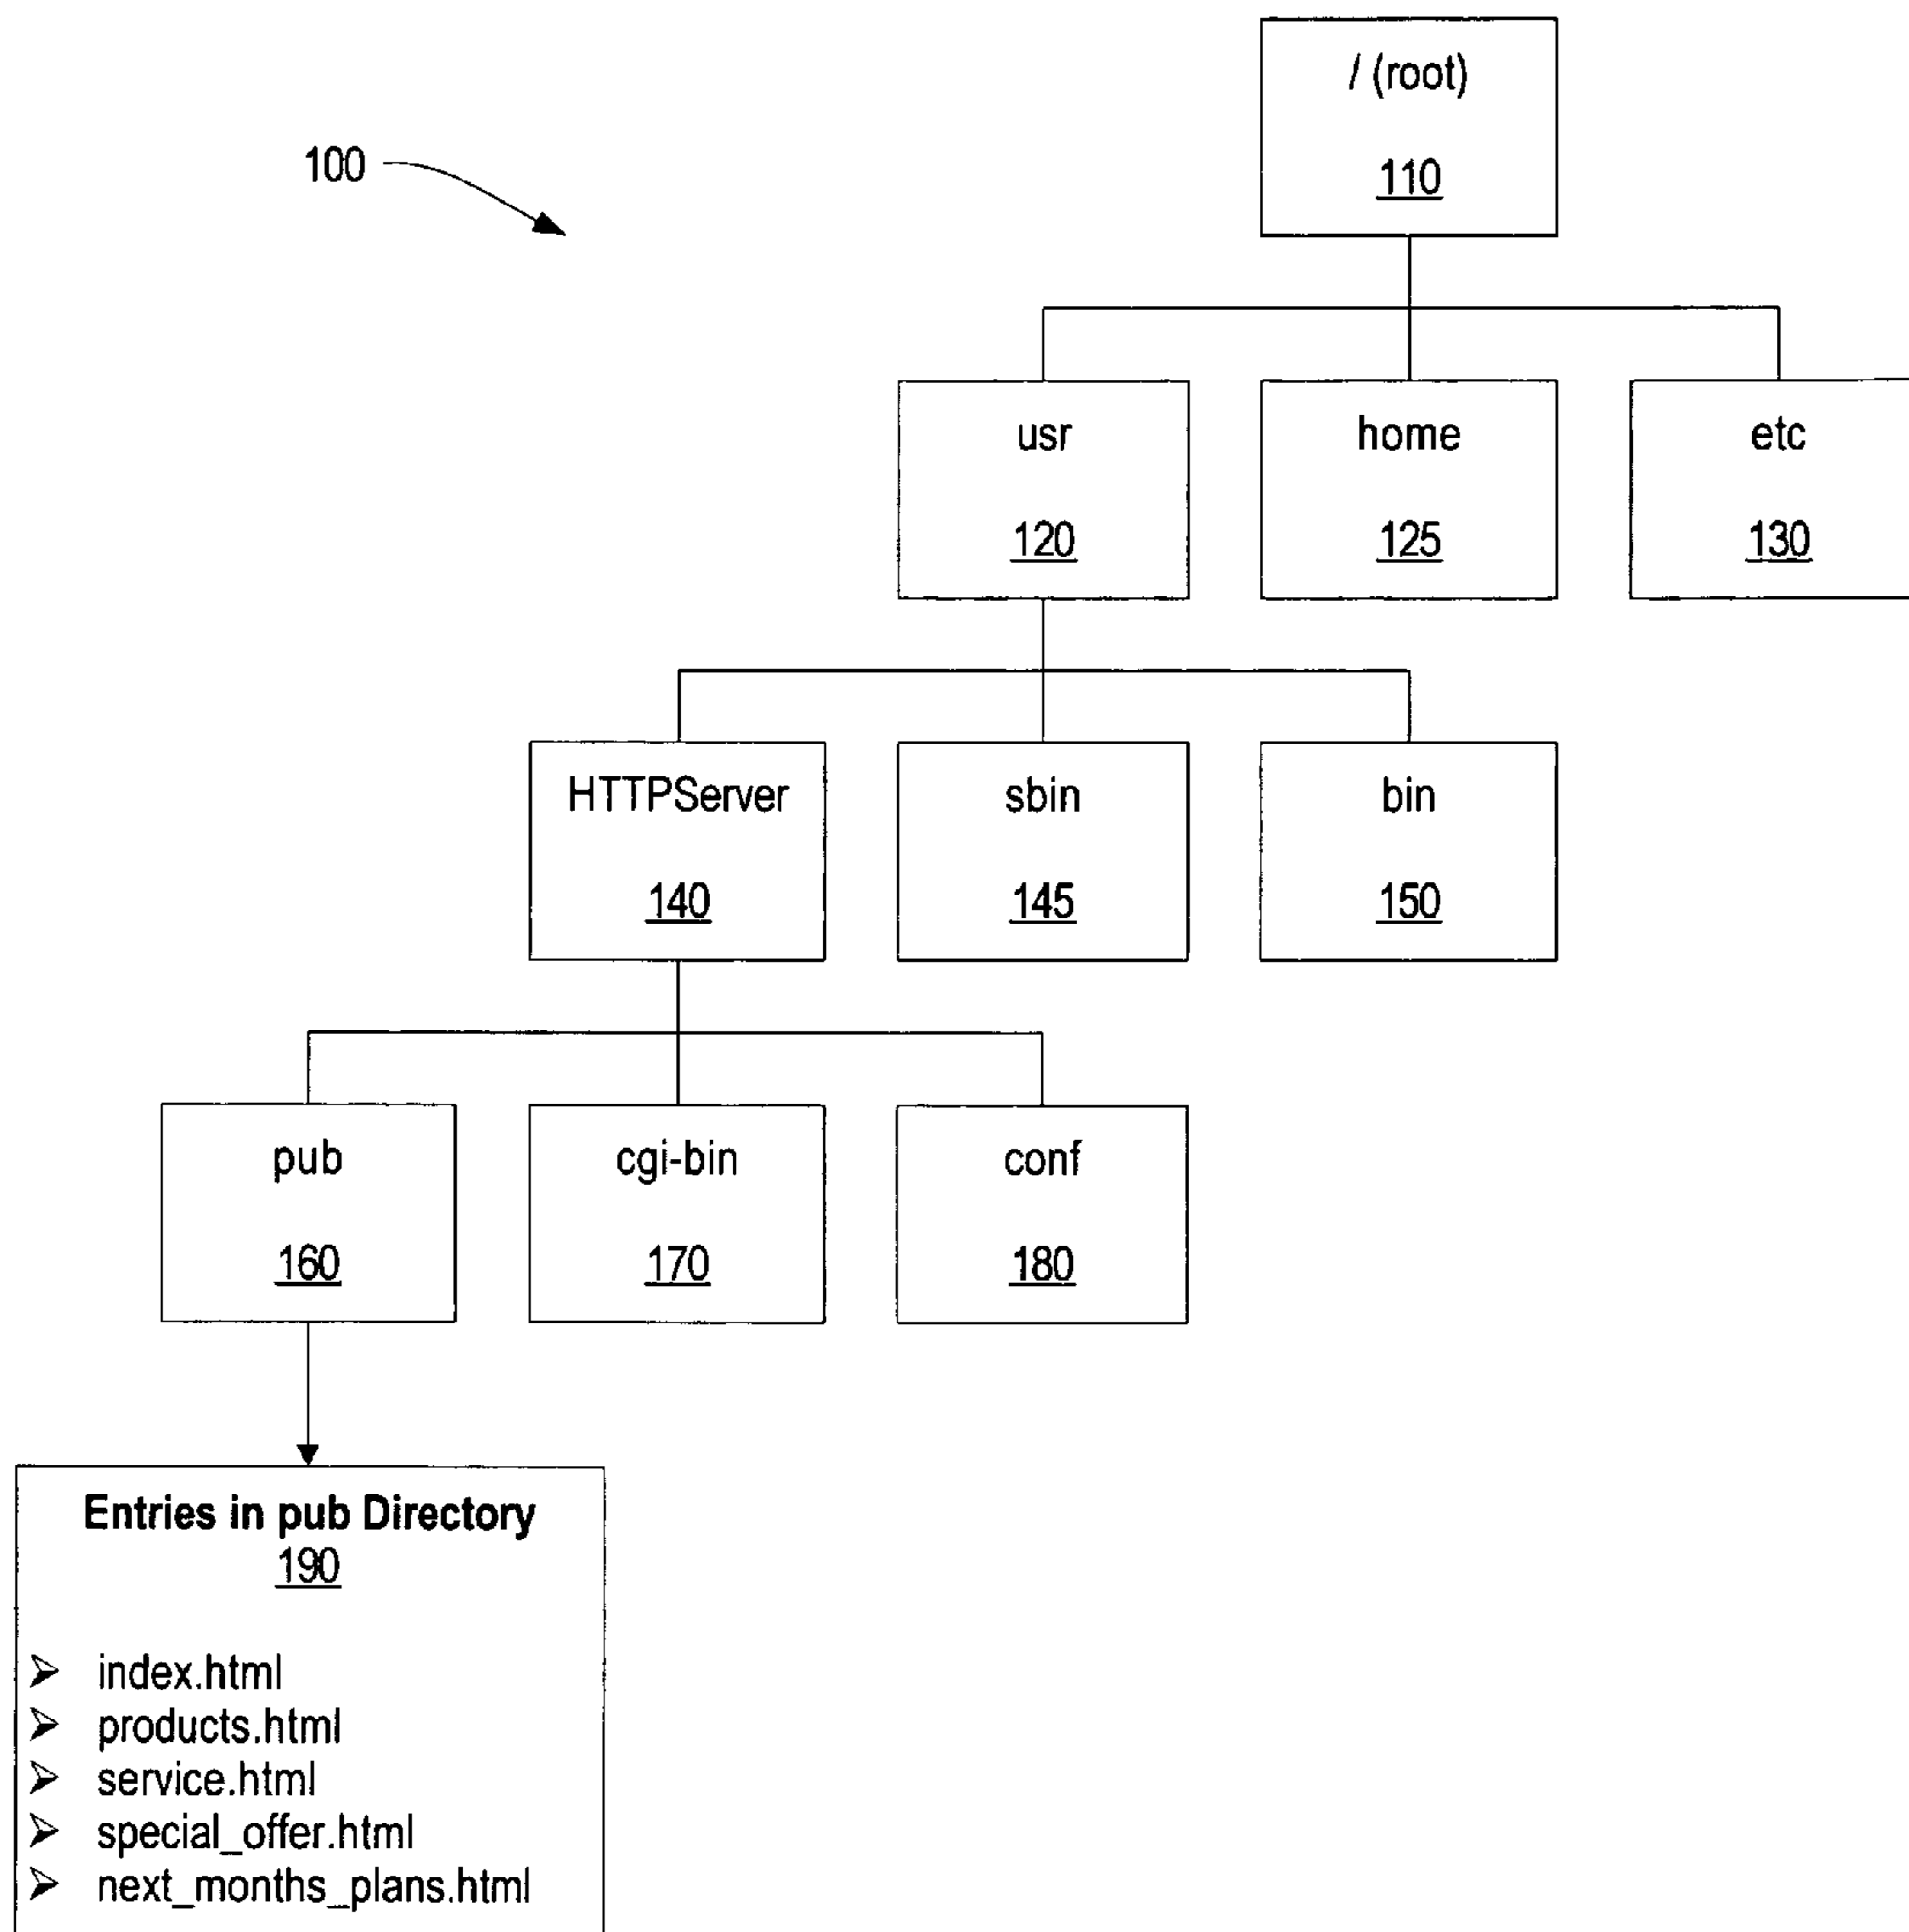 / (root)
110
100
usr
120
home
125
etc
130
HTTPServer
140
sbin
145
bin
150
pub
160
cgi-bin
170
conf
180
Entries in pub Directory
190
index.html
products.html
service.html
special_offer.html
next_months_plans.html